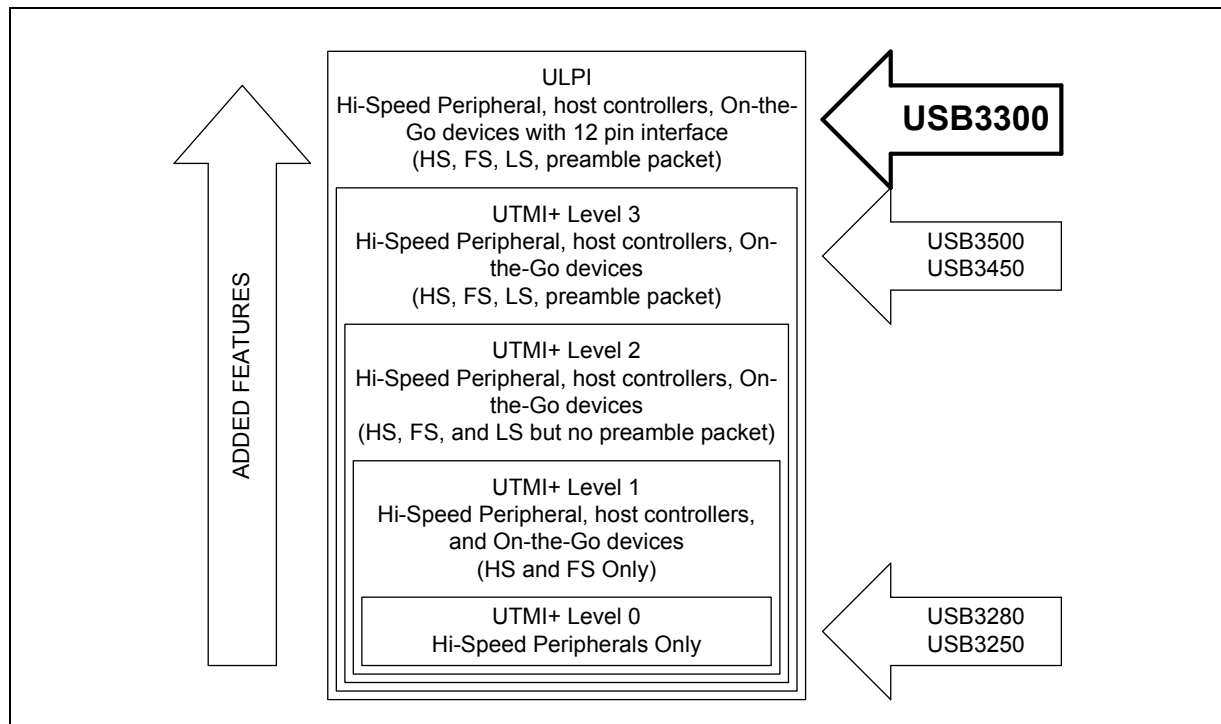 ULPI
Hi-Speed Peripheral, host controllers, On-the-
Go devices with 12 pin interface
(HS, FS, LS, preamble packet)
USB3300
UTMI+ Level 3
Hi-Speed Peripheral, host controllers, On-
the-Go devices
(HS, FS, LS, preamble packet)
USB3500
USB3450
ADDED FEATURES
UTMI+ Level 2
Hi-Speed Peripheral, host controllers, On-
the-Go devices
(HS, FS, and LS but no preamble packet)
UTMI+ Level 1
Hi-Speed Peripheral, host controllers,
and On-the-Go devices
(HS and FS Only)
UTMI+ Level 0
Hi-Speed Peripherals Only
USB3280
USB3250